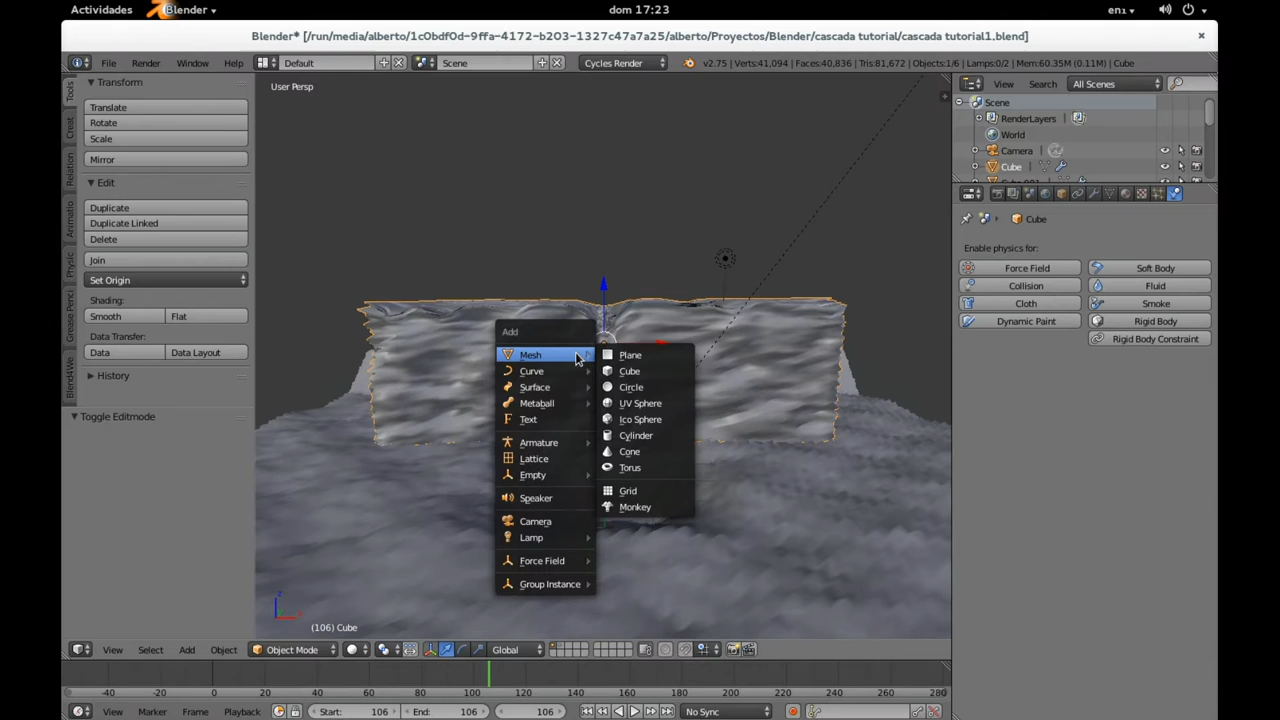 Actividades Blender dom 17:23 en1
Blender* [/run/media/alberto/1c0bdf0d-9ffa-4172-b203-1327c47a7a25/alberto/Proyectos/Blender/cascada tutorial/cascada tutorial1.blend]
File Render Window Help Default Scene Cycles Render v2.75 | Verts:41,094 | Faces:40,836 | Tris:81,672 | Objects:1/6 | Lamps:0/2 | Mem:60.35M (0.11M) | Cube
Tools
Creat
Relation
Animatio
Physic
Grease Penci
Blend4We
Transform
Translate
Rotate
Scale
Mirror
Edit
Duplicate
Duplicate Linked
Delete
Join
Set Origin
Shading:
Smooth Flat
Data Transfer:
Data Data Layout
History
Toggle Editmode
User Persp
Add
Mesh
Curve
Surface
Metaball
Text
Armature
Lattice
Empty
Speaker
Camera
Lamp
Force Field
Group Instance
Plane
Cube
Circle
UV Sphere
Ico Sphere
Cylinder
Cone
Torus
Grid
Monkey
z
(106) Cube
View Search All Scenes
Scene
RenderLayers
World
Camera
Cube
Cube
Enable physics for:
Force Field Soft Body
Collision Fluid
Cloth Smoke
Dynamic Paint Rigid Body
Rigid Body Constraint
View Select Add Object Object Mode Global
-40 -20 0 20 40 60 80 100 120 140 160 180 200 220 240 260 280
View Marker Frame Playback Start: 106 End: 106 106 No Sync